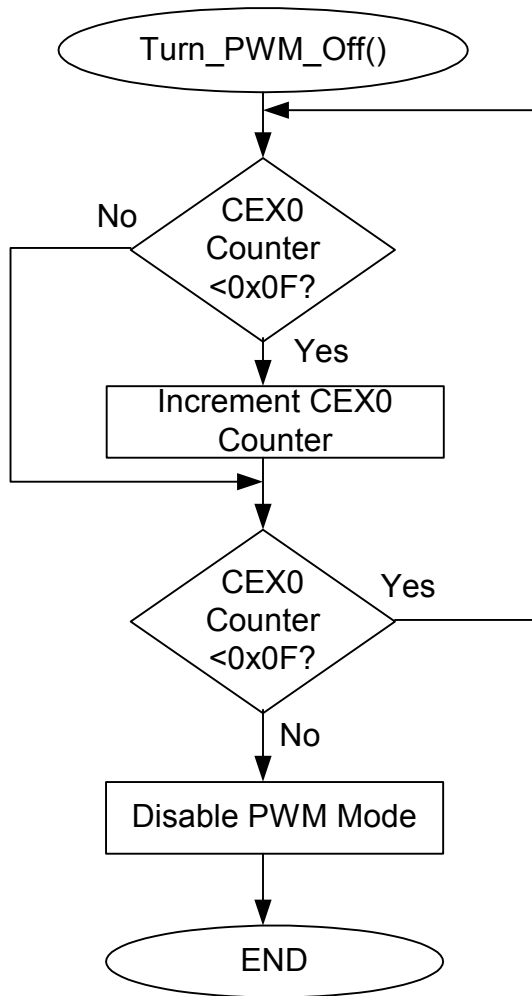 Turn_PWM_Off()
No
CEX0
Counter
<0x0F?
Yes
Increment CEX0
Counter
CEX0
Counter
<0x0F?
Yes
No
Disable PWM Mode
END